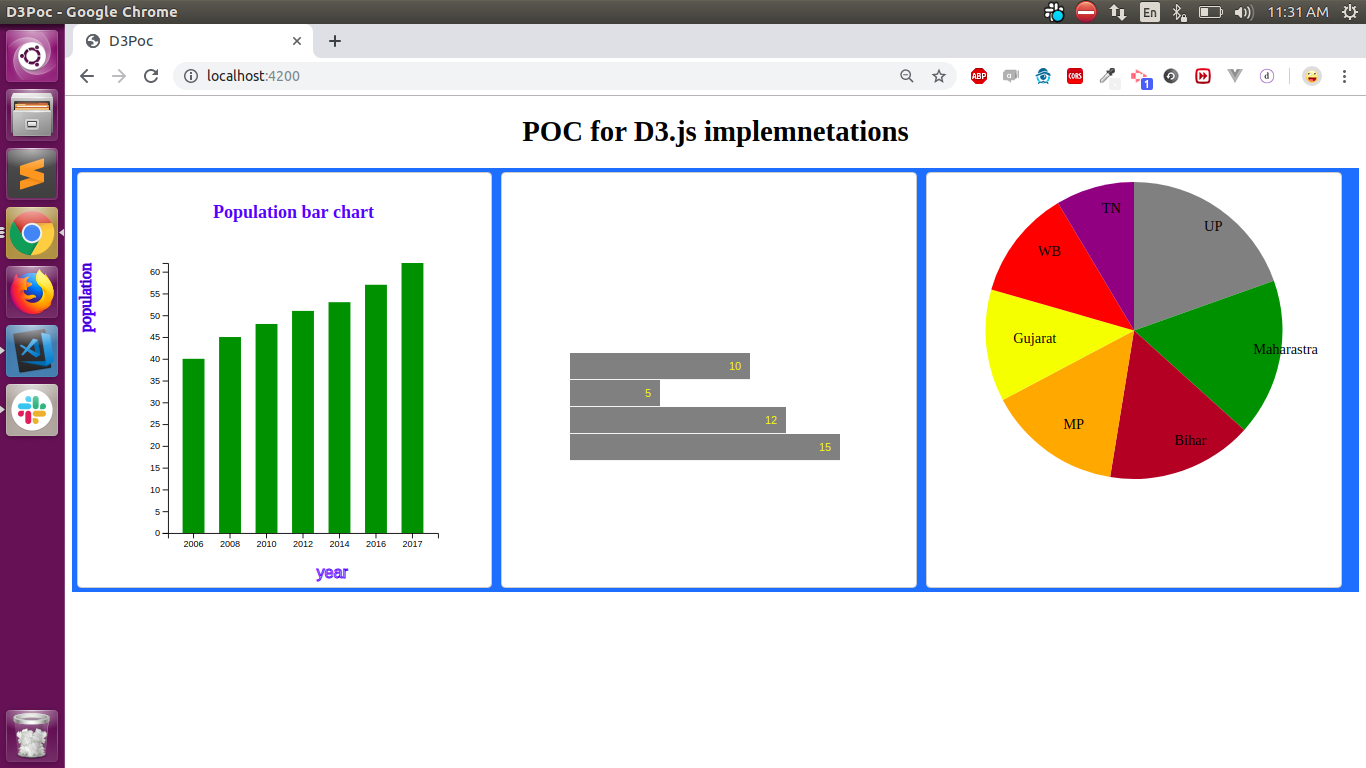 D3Poc - Google Chrome
En
11:31 AM
D3Poc
localhost:4200
ABP
CORS
1
d
POC for D3.js implemnetations
Population bar chart
population
60
55
50
45
40
35
30
25
20
15
10
5
0
2006 2008 2010 2012 2014 2016 2017
year
10
5
12
15
TN
UP
WB
Gujarat
Maharastra
MP
Bihar